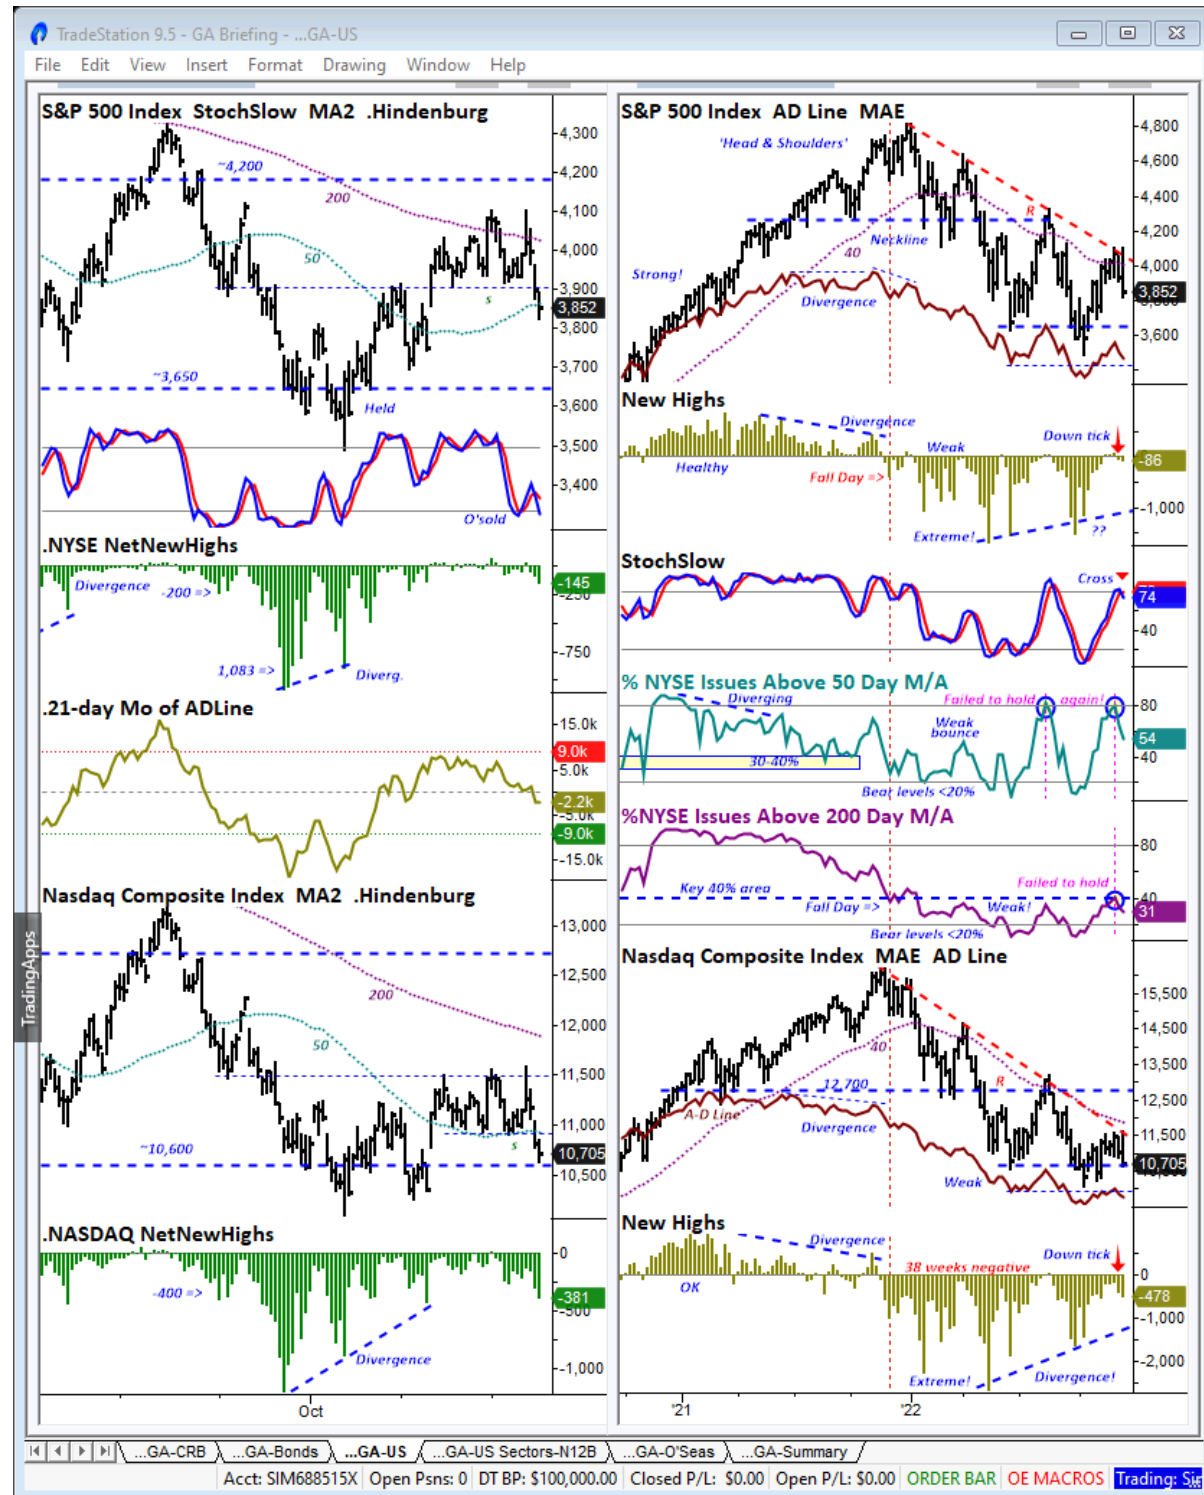 TradeStation 9.5 - GA Briefing - ...GA-US
File Edit View Insert Format Drawing Window Help
S&P 500 Index StochSlow MA2 .Hindenburg
4,300
~4,200
4,200
200
4,100
50
4,000
3,900
s
3,852
3,800
3,700
~3,650
3,600
Held
3,500
3,400
O'sold
.NYSE NetNewHighs
Divergence
-200 =>
-145
-250
-750
1,083 =>
Diverg.
.21-day Mo of ADLine
15.0k
9.0k
5.0k
-2.2k
-5.0k
-9.0k
-15.0k
Nasdaq Composite Index MA2 .Hindenburg
13,000
12,500
200
12,000
50
11,500
11,000
s
~10,600
10,705
10,500
.NASDAQ NetNewHighs
0
-400 =>
-381
-500
Divergence
-1,000
Oct
S&P 500 Index AD Line MAE
4,800
'Head & Shoulders'
4,600
4,400
R
4,200
Neckline
40
Strong!
4,000
Divergence
3,852
3,600
New Highs
Divergence
Weak
Down tick
-86
Healthy
Fall Day =>
-1,000
Extreme!
??
StochSlow
Cross
74
40
% NYSE Issues Above 50 Day M/A
Diverging
Failed to hold again!
80
Weak
bounce
54
40
30-40%
Bear levels <20%
%NYSE Issues Above 200 Day M/A
80
Failed to hold
Key 40% area
40
Fall Day =>
Weak!
31
Bear levels <20%
Nasdaq Composite Index MAE AD Line
15,500
14,500
40
13,500
12,700
R
12,500
A-D Line
Divergence
11,500
10,705
Weak
New Highs
Divergence
Down tick
38 weeks negative
0
OK
-478
-1,000
-2,000
Extreme!
Divergence!
'21
'22
TradingApps
...GA-CRB ...GA-Bonds ...GA-US ...GA-US Sectors-N12B ...GA-O'Seas ...GA-Summary
Acct: SIM688515X Open Psns: 0 DT BP: $100,000.00 Closed P/L: $0.00 Open P/L: $0.00 ORDER BAR OE MACROS Trading: